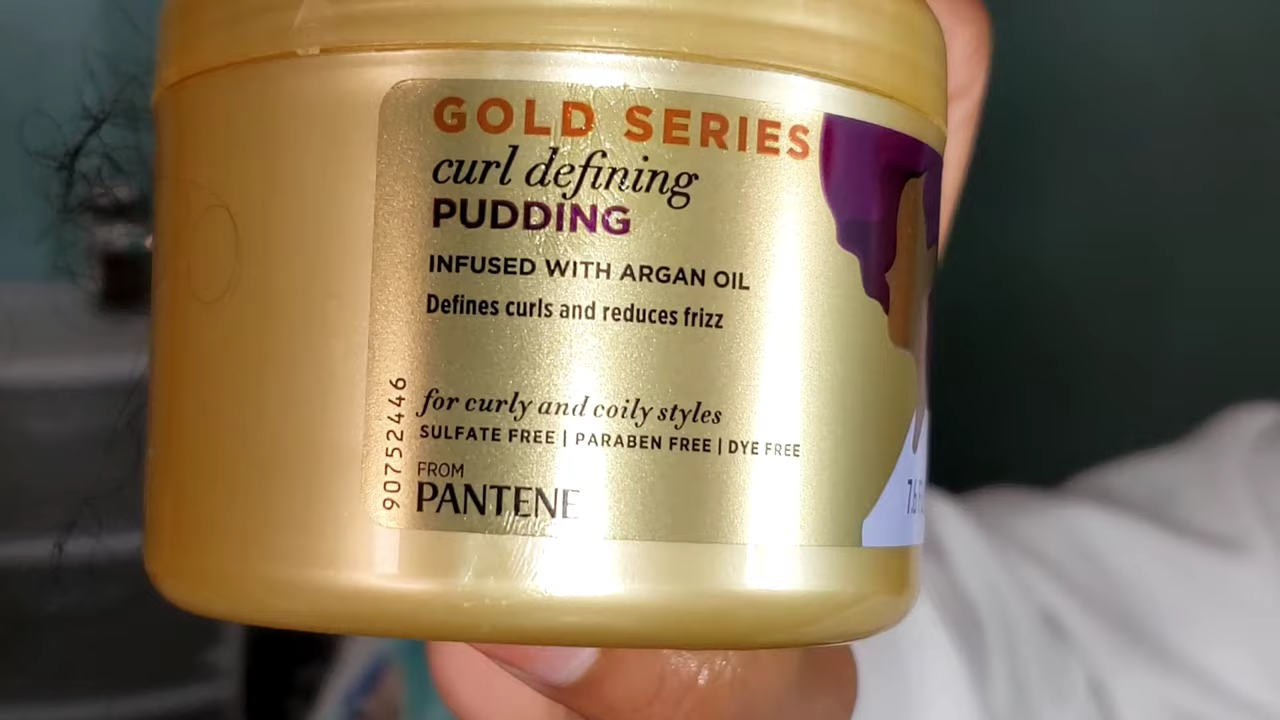 GOLD SERIES
curl defining
PUDDING
INFUSED WITH ARGAN OIL
Defines curls and reduces frizz
for curly and coily styles
SULFATE FREE | PARABEN FREE | DYE FREE
FROM
PANTENE
90752446